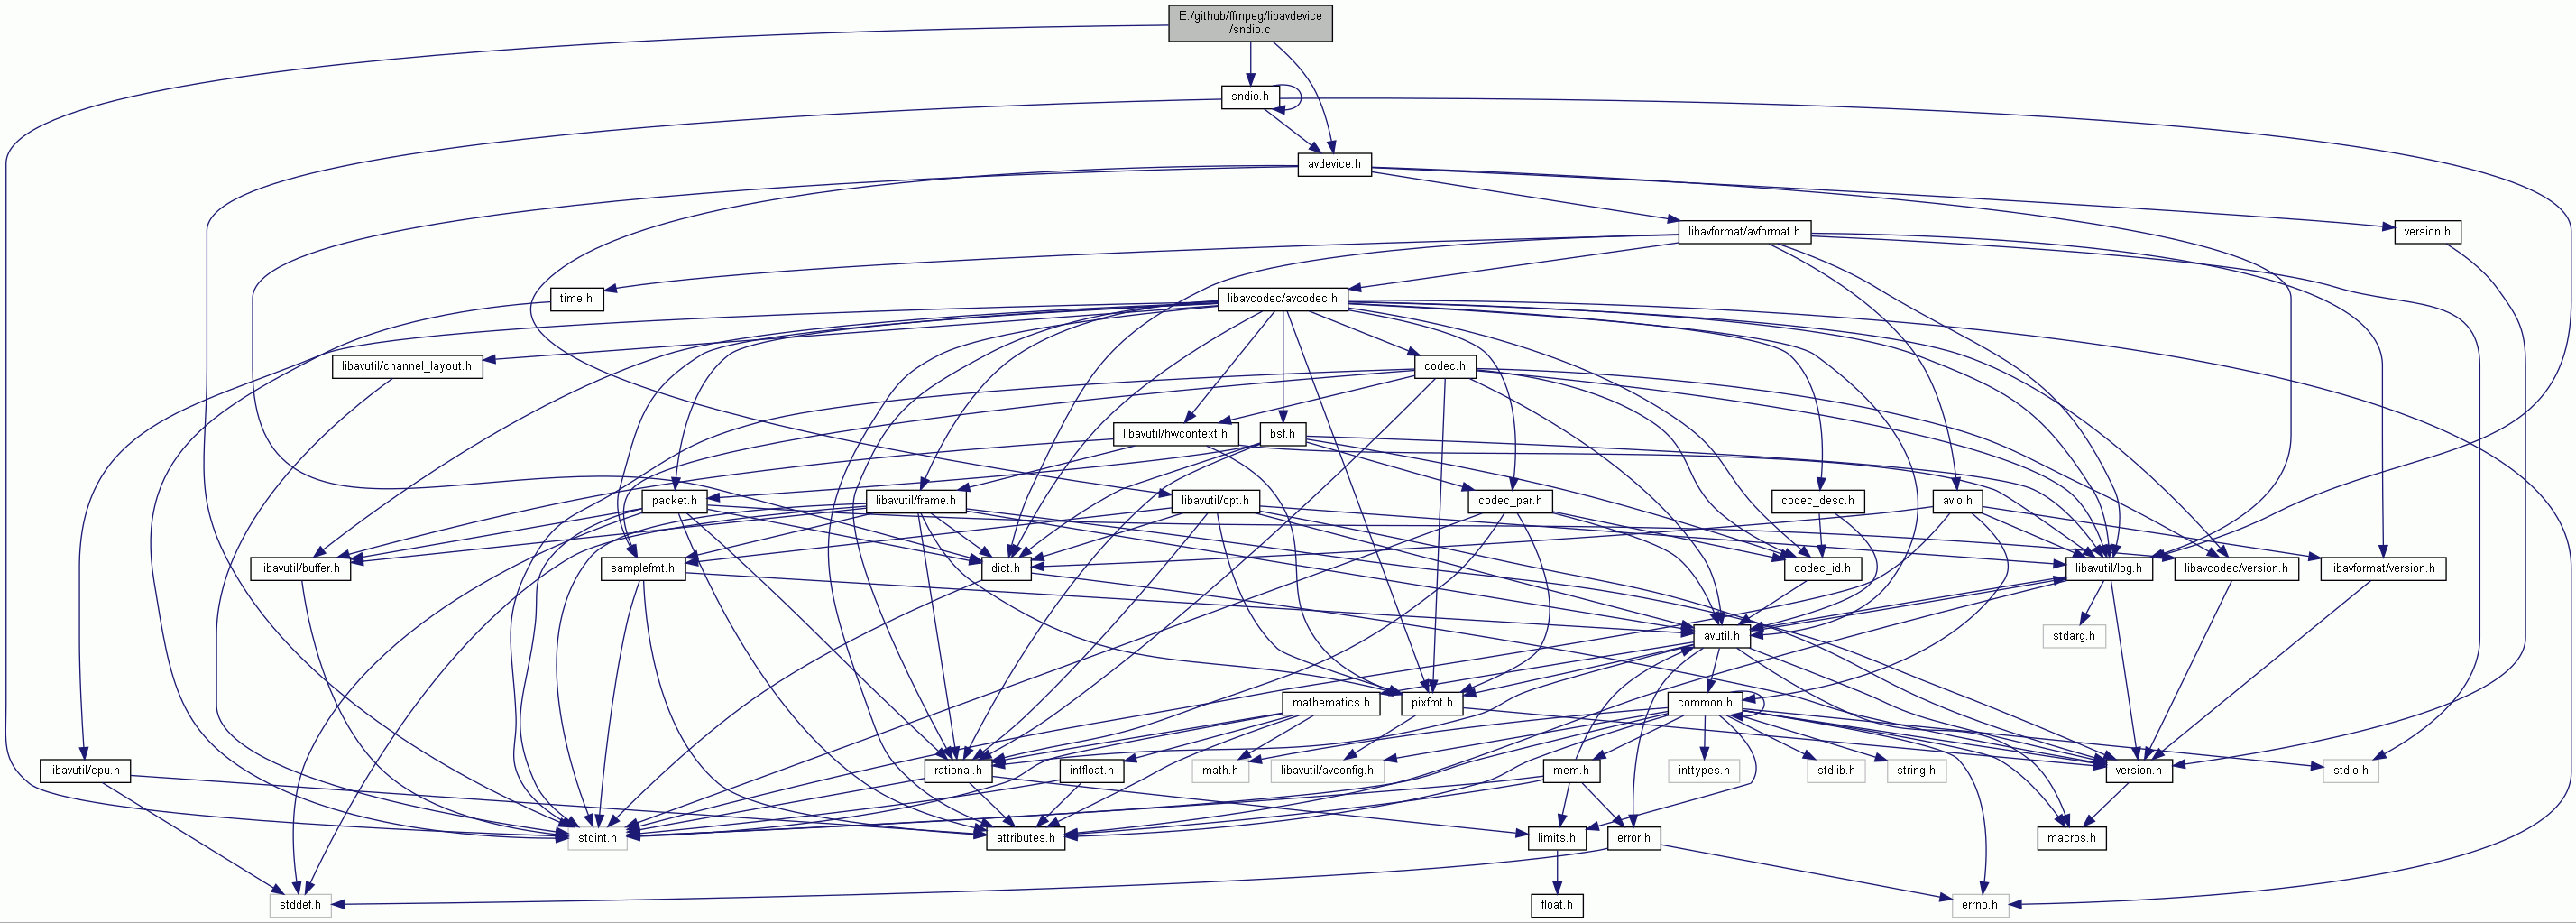 E:/github/ffmpeg/libavdevice
/sndio.c
sndio.h
avdevice.h
libavformat/avformat.h
version.h
time.h
libavcodec/avcodec.h
libavutil/channel_layout.h
codec.h
libavutil/hwcontext.h
bsf.h
packet.h
libavutil/frame.h
libavutil/opt.h
codec_par.h
codec_desc.h
avio.h
libavutil/buffer.h
samplefmt.h
dict.h
codec_id.h
libavutil/log.h
libavcodec/version.h
libavformat/version.h
avutil.h
stdarg.h
mathematics.h
pixfmt.h
common.h
libavutil/cpu.h
rational.h
intfloat.h
math.h
libavutil/avconfig.h
mem.h
inttypes.h
stdlib.h
string.h
version.h
stdio.h
stdint.h
attributes.h
limits.h
error.h
macros.h
stddef.h
float.h
errno.h